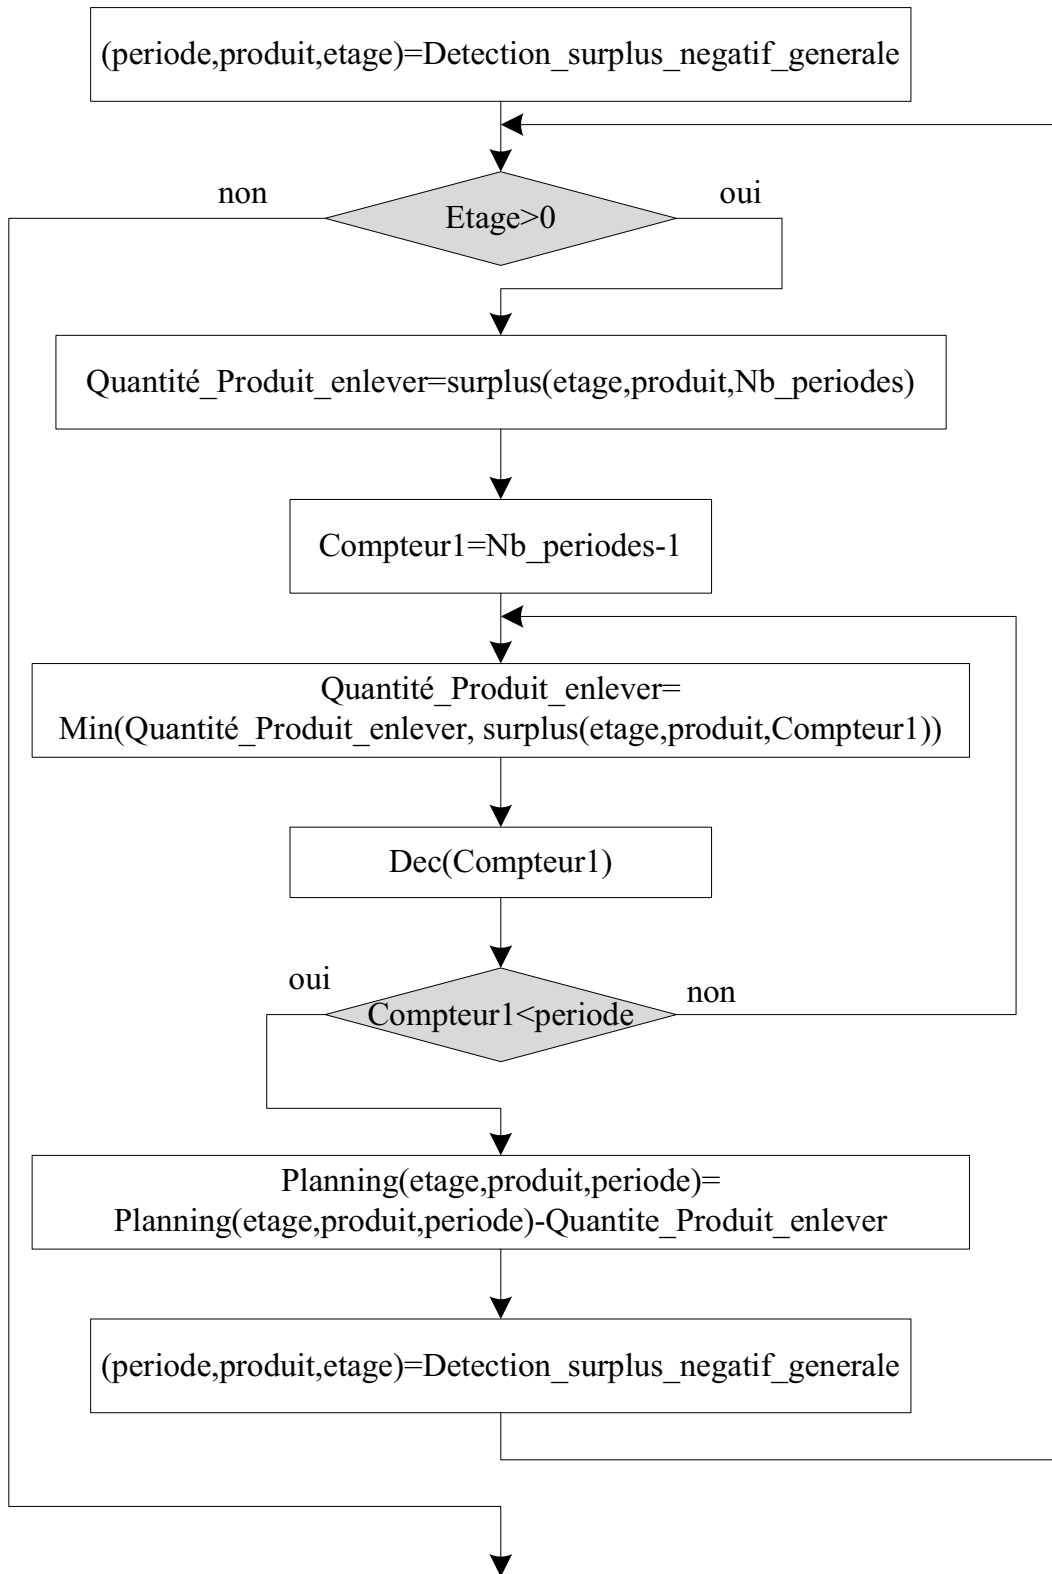 (periode,produit,etage)=Detection_surplus_negatif_generale
non
oui
Etage>0
Quantité_Produit_enlever=surplus(etage,produit,Nb_periodes)
Compteur1=Nb_periodes-1
Quantité_Produit_enlever=
Min(Quantité_Produit_enlever, surplus(etage,produit,Compteur1))
Dec(Compteur1)
oui
non
Compteur1<periode
Planning(etage,produit,periode)=
Planning(etage,produit,periode)-Quantite_Produit_enlever
(periode,produit,etage)=Detection_surplus_negatif_generale